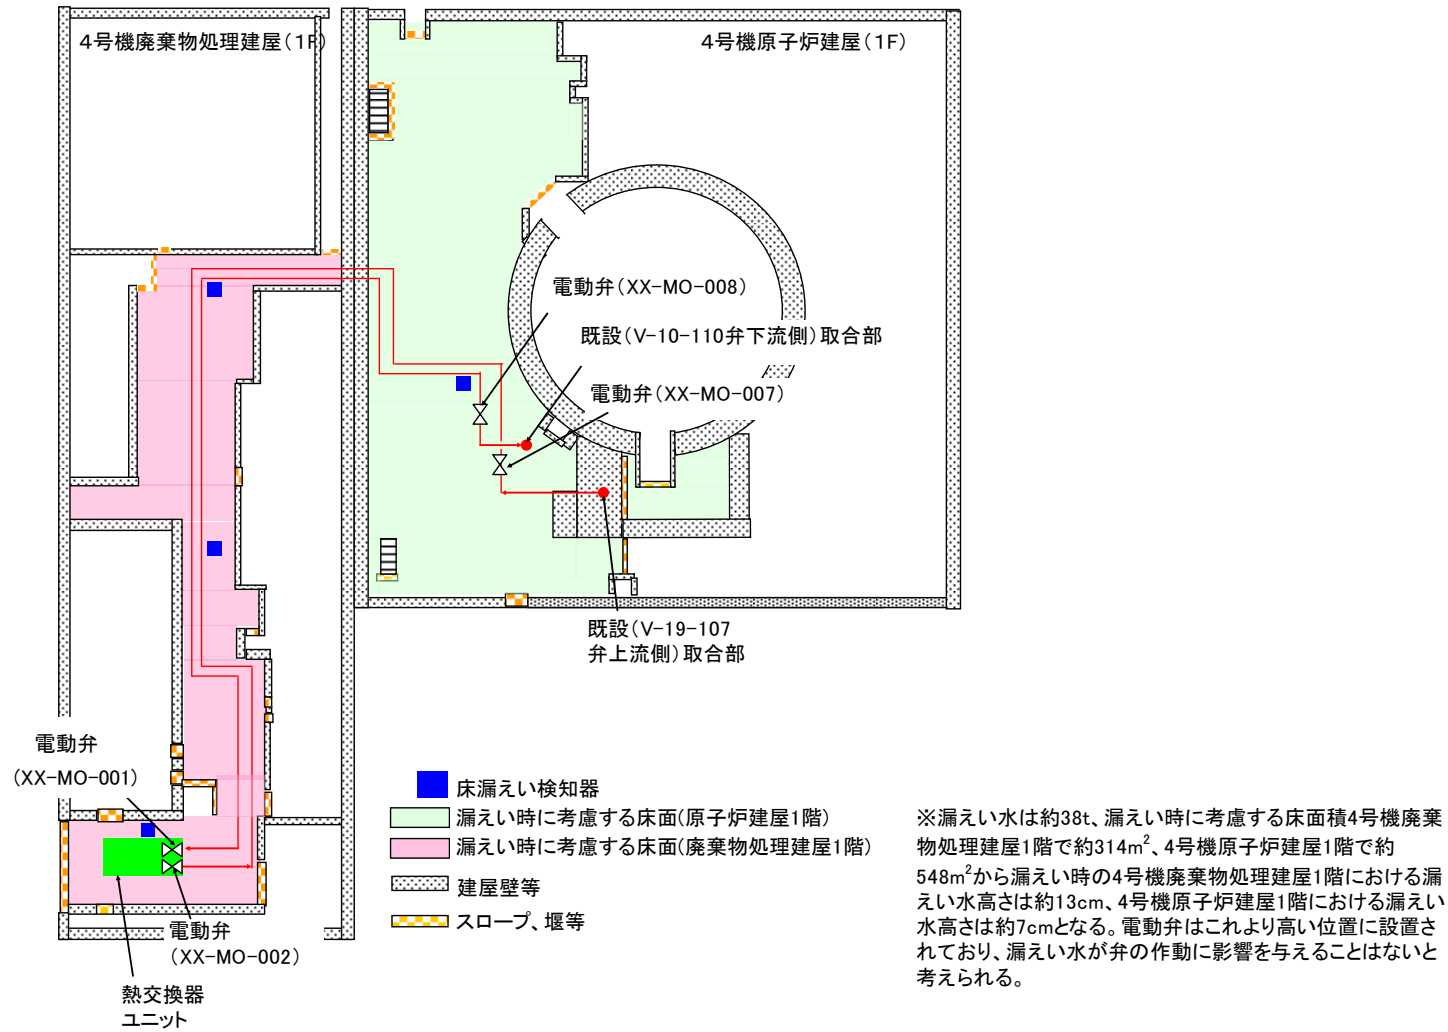 4号機廃棄物処理建屋(1F)
4号機原子炉建屋(1F)
電動弁(XX-MO-008)
既設(V-10-110弁下流側)取合部
電動弁(XX-MO-007)
既設(V-19-107
弁上流側)取合部
電動弁
(XX-MO-001)
床漏えい検知器
漏えい時に考慮する床面(原子炉建屋1階)
漏えい時に考慮する床面(廃棄物処理建屋1階)
建屋壁等
スロープ、堰等
電動弁
(XX-MO-002)
熱交換器
ユニット
※漏えい水は約38t、漏えい時に考慮する床面積4号機廃棄
物処理建屋1階で約314m²、4号機原子炉建屋1階で約
548m²から漏えい時の4号機廃棄物処理建屋1階における漏
えい水高さは約13cm、4号機原子炉建屋1階における漏えい
水高さは約7cmとなる。電動弁はこれより高い位置に設置さ
れており、漏えい水が弁の作動に影響を与えることはないと
考えられる。